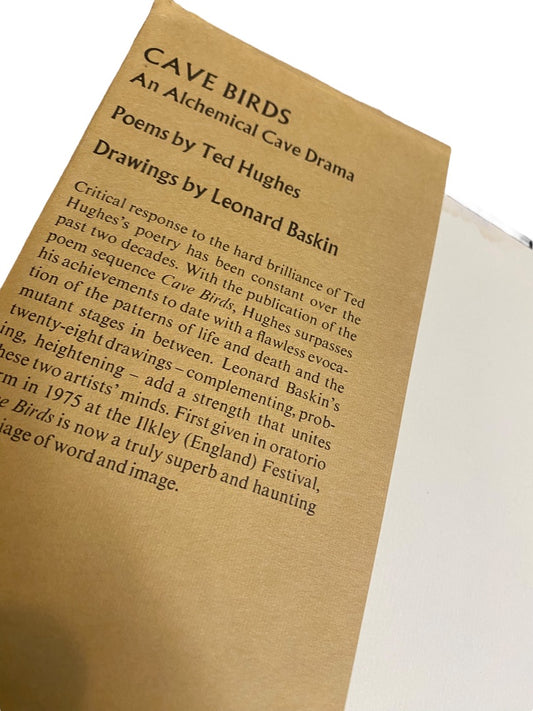 CAVE BIRDS
An Alchemical Cave Drama
Poems by Ted Hughes
Drawings by Leonard Baskin
Critical response to the hard brilliance of Ted
Hughes's poetry has been constant over the
past two decades. With the publication of the
poem sequence Cave Birds, Hughes surpasses
his achievements to date with a flawless evoca-
tion of the patterns of life and death and the
mutant stages in between. Leonard Baskin's
twenty-eight drawings – complementing, prob-
ing, heightening – add a strength that unites
hese two artists' minds. First given in oratorio
rm in 1975 at the Ilkley (England) Festival,
e Birds is now a truly superb and haunting
iage of word and image.